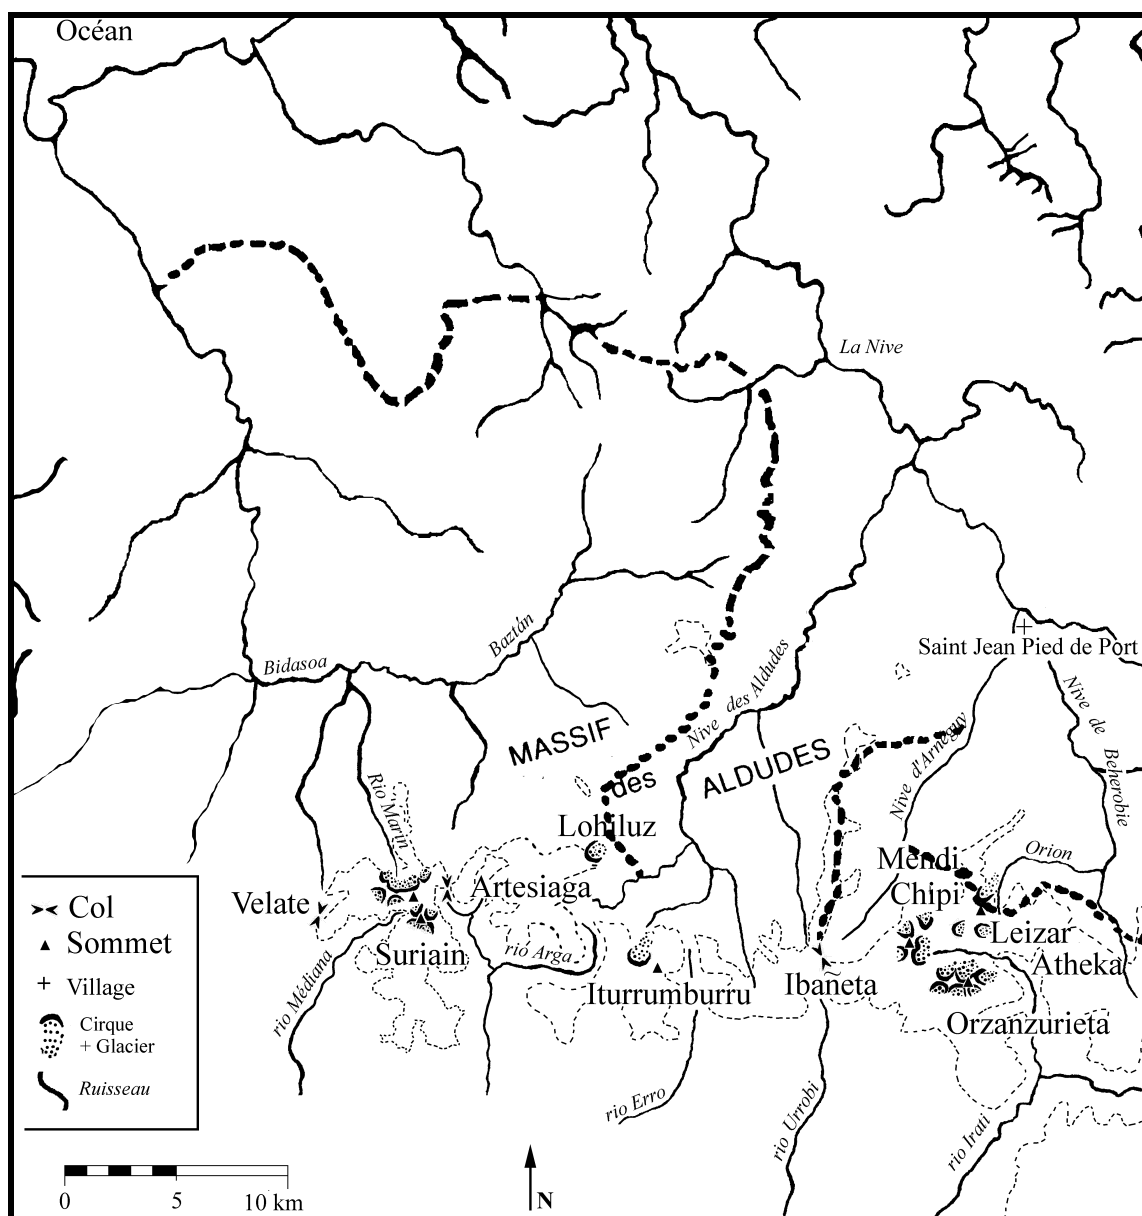 Océan
La Nive
Saint Jean Pied de Port
Baztán
Bidasoa
Nive des Aldudes
Nive de Beherobie
MASSIF
des
ALDUDES
Nive d'Arnéguy
Rio Marin
Lohiluz
Mendi
Chipi
Orion
Velate
Artesiaga
Leizar
Atheka
Suriain
rio Arga
Iturrumburru
Ibañeta
Orzanzurieta
rio Médiana
rio Erro
rio Urrobi
rio Irati
Col
Sommet
Village
Cirque
+ Glacier
Ruisseau
0 5 10 km
N